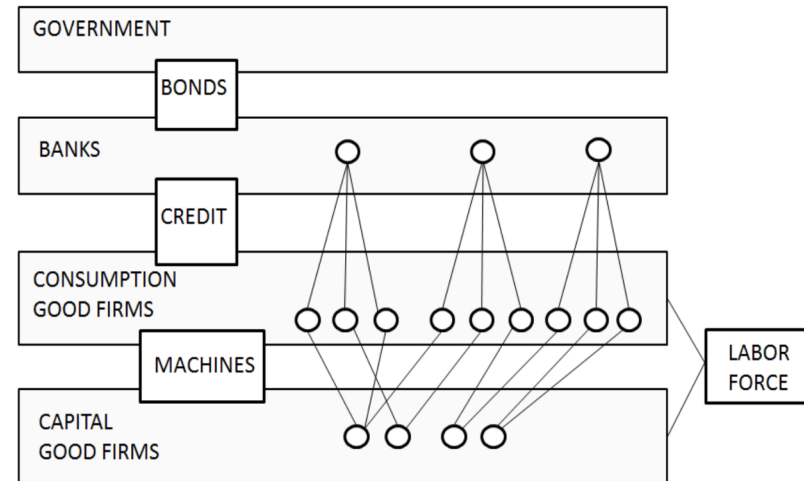 GOVERNMENT
BONDS
BANKS
CREDIT
CONSUMPTION
GOOD FIRMS
MACHINES
LABOR
FORCE
CAPITAL
GOOD FIRMS